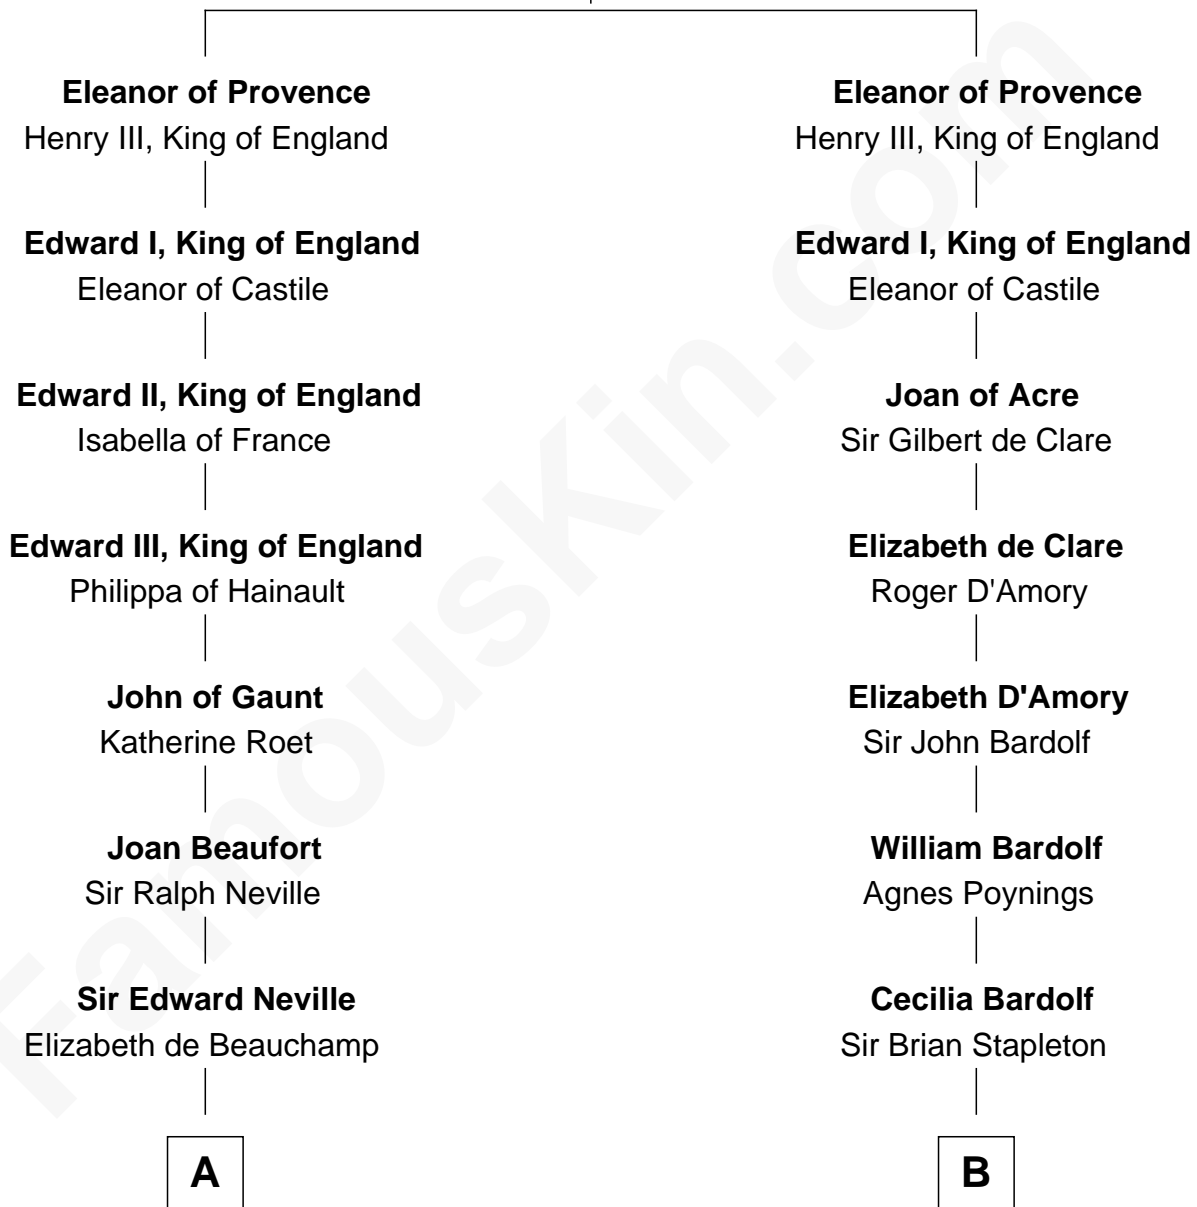 Eleanor of Provence
Henry III, King of England
Edward I, King of England
Eleanor of Castile
Edward II, King of England
Isabella of France
Edward III, King of England
Philippa of Hainault
John of Gaunt
Katherine Roet
Joan Beaufort
Sir Ralph Neville
Sir Edward Neville
Elizabeth de Beauchamp
A
Eleanor of Provence
Henry III, King of England
Edward I, King of England
Eleanor of Castile
Joan of Acre
Sir Gilbert de Clare
Elizabeth de Clare
Roger D'Amory
Elizabeth D'Amory
Sir John Bardolf
William Bardolf
Agnes Poynings
Cecilia Bardolf
Sir Brian Stapleton
B
FamousKin.com